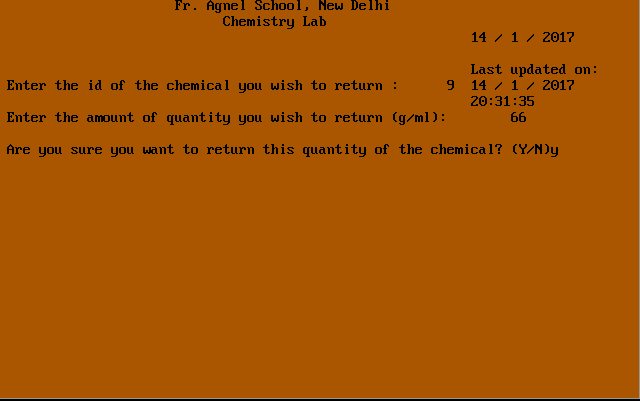 Fr. Agnel School, New Delhi
Chemistry Lab
14 / 1 / 2017
Last updated on:
Enter the id of the chemical you wish to return : 9 14 / 1 / 2017
20:31:35
Enter the amount of quantity you wish to return (g/ml): 66
Are you sure you want to return this quantity of the chemical? (Y/N)y